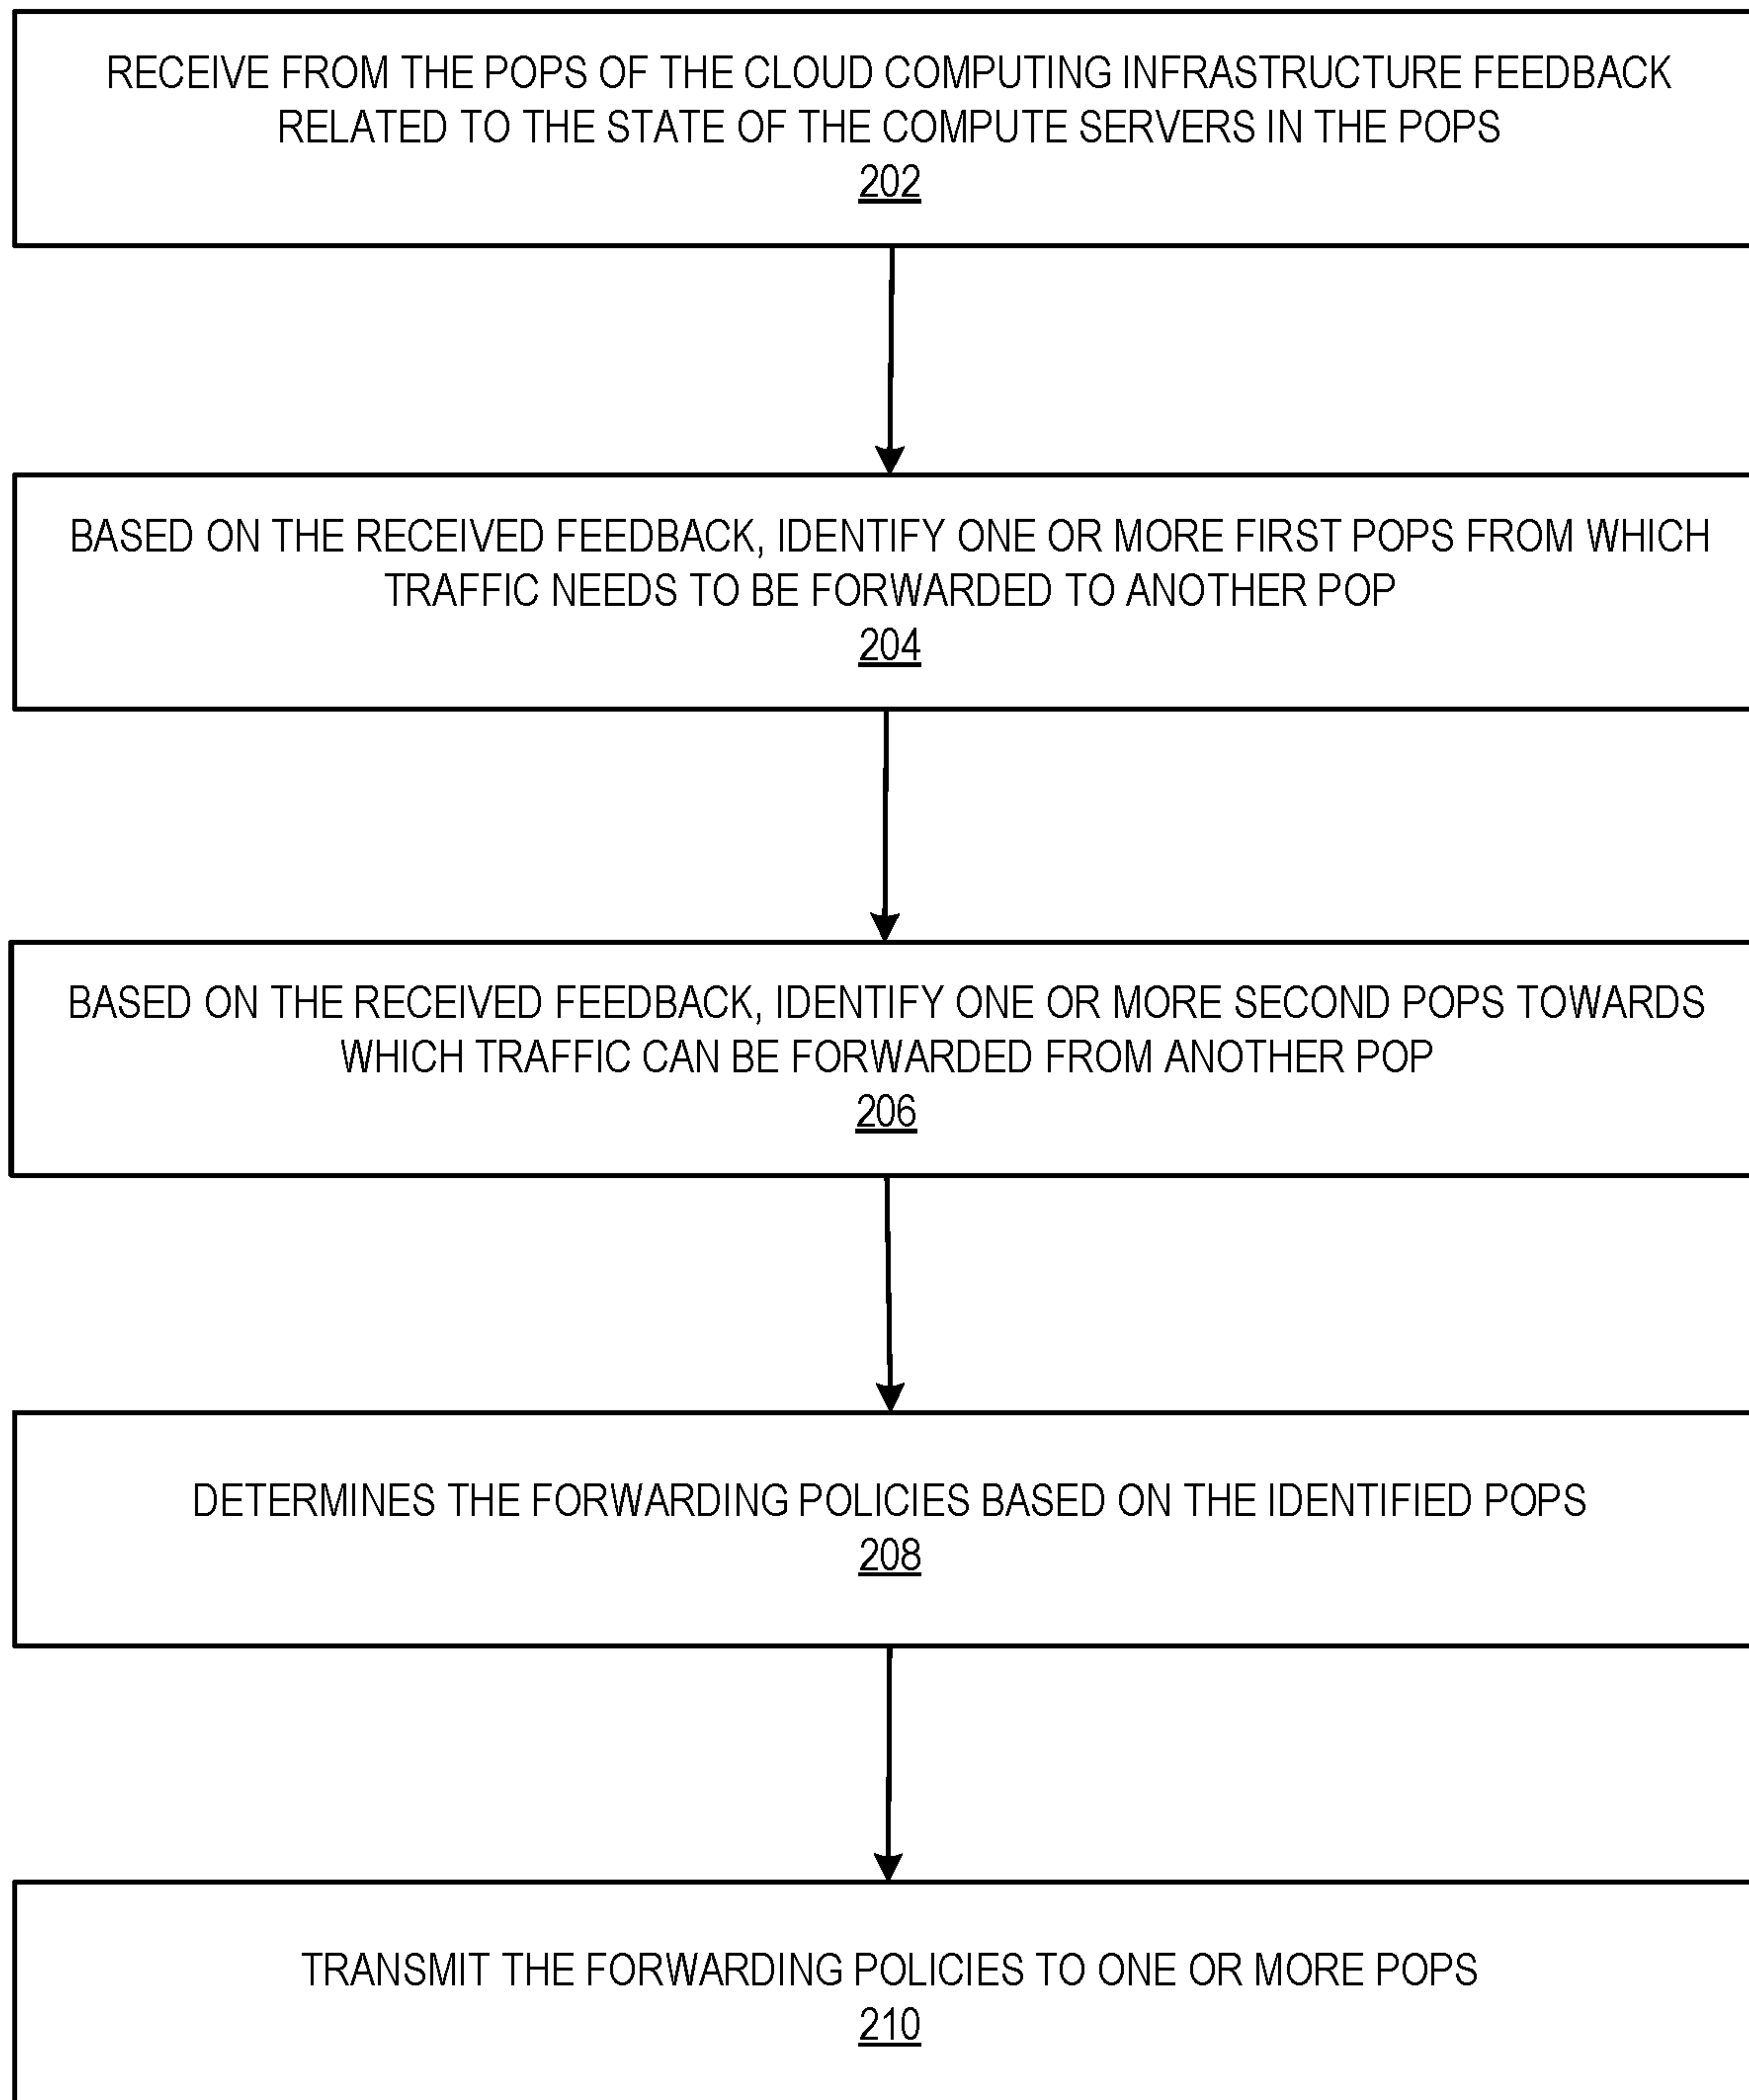 RECEIVE FROM THE POPS OF THE CLOUD COMPUTING INFRASTRUCTURE FEEDBACK
RELATED TO THE STATE OF THE COMPUTE SERVERS IN THE POPS
202
BASED ON THE RECEIVED FEEDBACK, IDENTIFY ONE OR MORE FIRST POPS FROM WHICH
TRAFFIC NEEDS TO BE FORWARDED TO ANOTHER POP
204
BASED ON THE RECEIVED FEEDBACK, IDENTIFY ONE OR MORE SECOND POPS TOWARDS
WHICH TRAFFIC CAN BE FORWARDED FROM ANOTHER POP
206
DETERMINES THE FORWARDING POLICIES BASED ON THE IDENTIFIED POPS
208
TRANSMIT THE FORWARDING POLICIES TO ONE OR MORE POPS
210